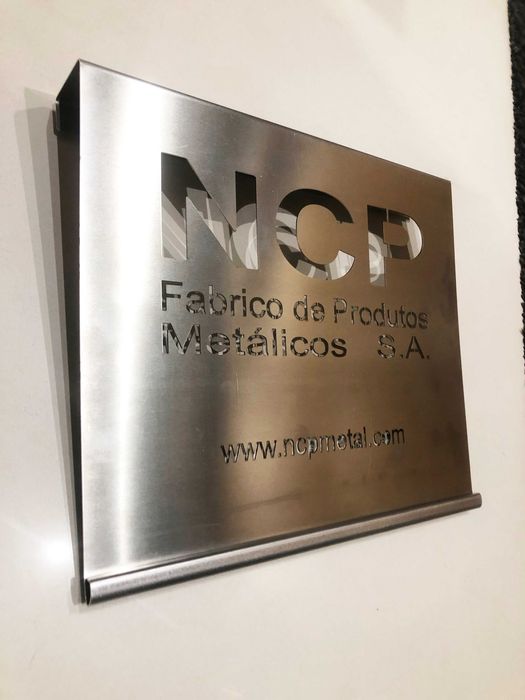 NCP
Fabrico de Produtos
Metálicos S.A.
www.ncpmetal.com